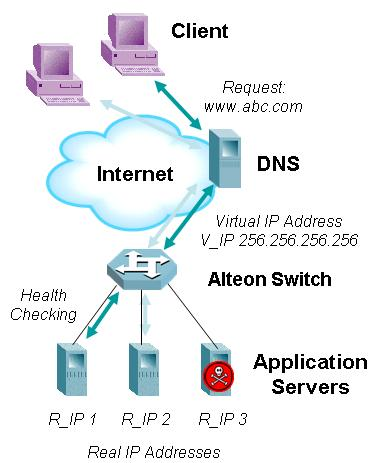 Client
Request:
www.abc.com
Internet
DNS
Virtual IP Address
V_IP 256.256.256.256
Alteon Switch
Health
Checking
Application
Servers
R_IP 1
R_IP 2
R_IP 3
Real IP Addresses